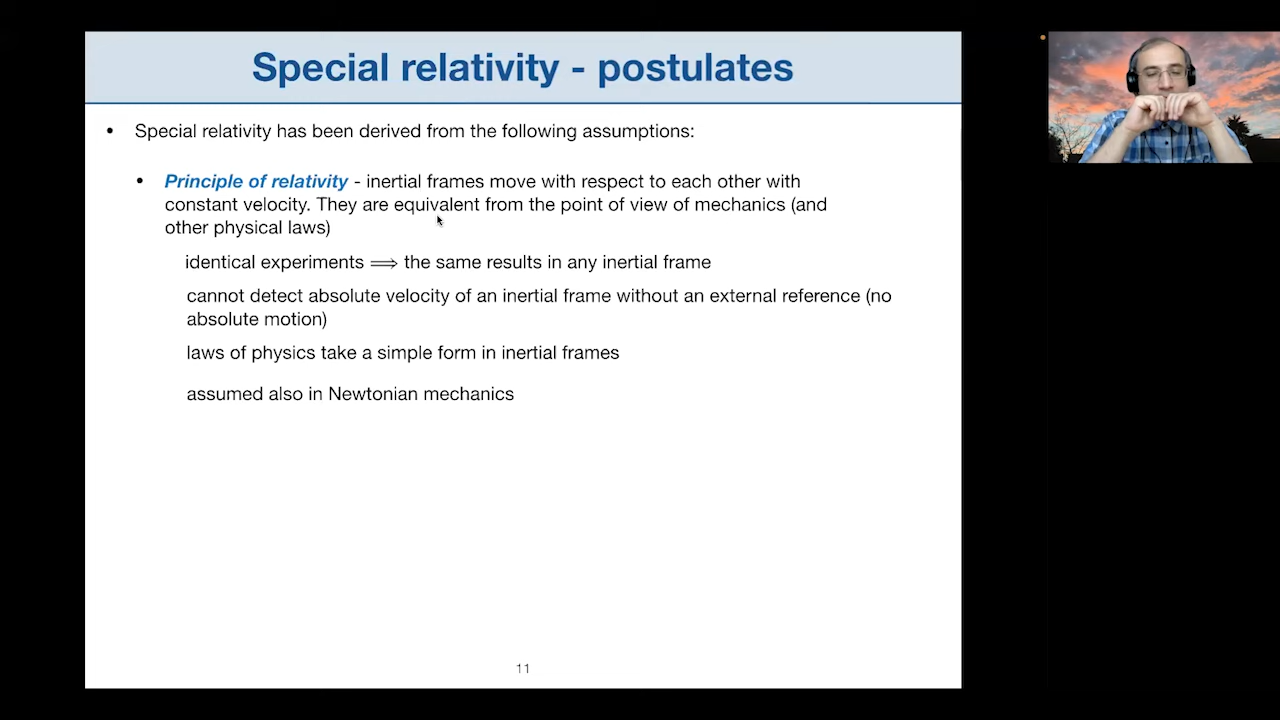 Special relativity - postulates
• Special relativity has been derived from the following assumptions:
• Principle of relativity - inertial frames move with respect to each other with
constant velocity. They are equivalent from the point of view of mechanics (and
other physical laws)
identical experiments ⟹ the same results in any inertial frame
cannot detect absolute velocity of an inertial frame without an external reference (no
absolute motion)
laws of physics take a simple form in inertial frames
assumed also in Newtonian mechanics
11